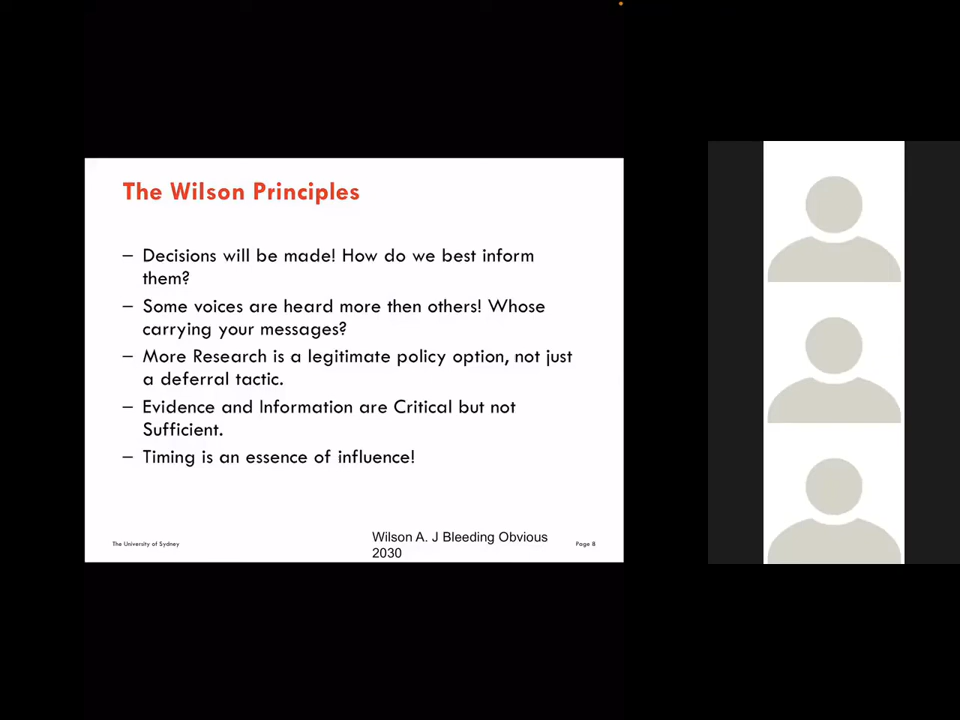 The Wilson Principles
– Decisions will be made! How do we best inform
them?
– Some voices are heard more then others! Whose
carrying your messages?
– More Research is a legitimate policy option, not just
a deferral tactic.
– Evidence and Information are Critical but not
Sufficient.
– Timing is an essence of influence!
The University of Sydney
Wilson A. J Bleeding Obvious
2030
Page 8